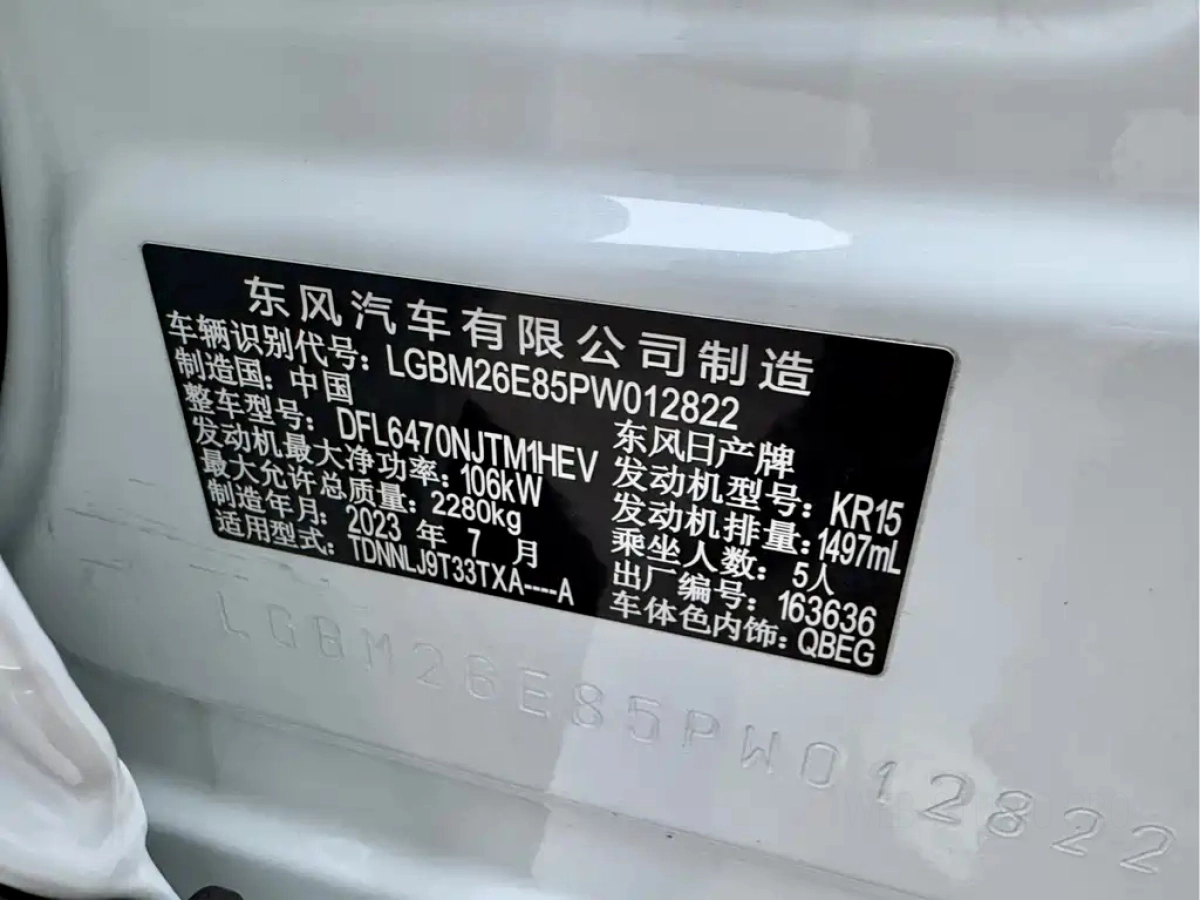 东风汽车有限公司制造
车辆识别代号：LGBM26E85PW012822
制造国：中国 东风日产牌
整车型号：DFL6470NJTM1HEV 发动机型号：KR15
发动机最大净功率：106kW 发动机排量：1497mL
最大允许总质量：2280kg 乘坐人数：5人
制造年月：2023 年 7 月 出厂编号：163636
适用型式：TDNNLJ9T33TXA----A 车体色内饰：QBEG
LGBM26E85PW012822